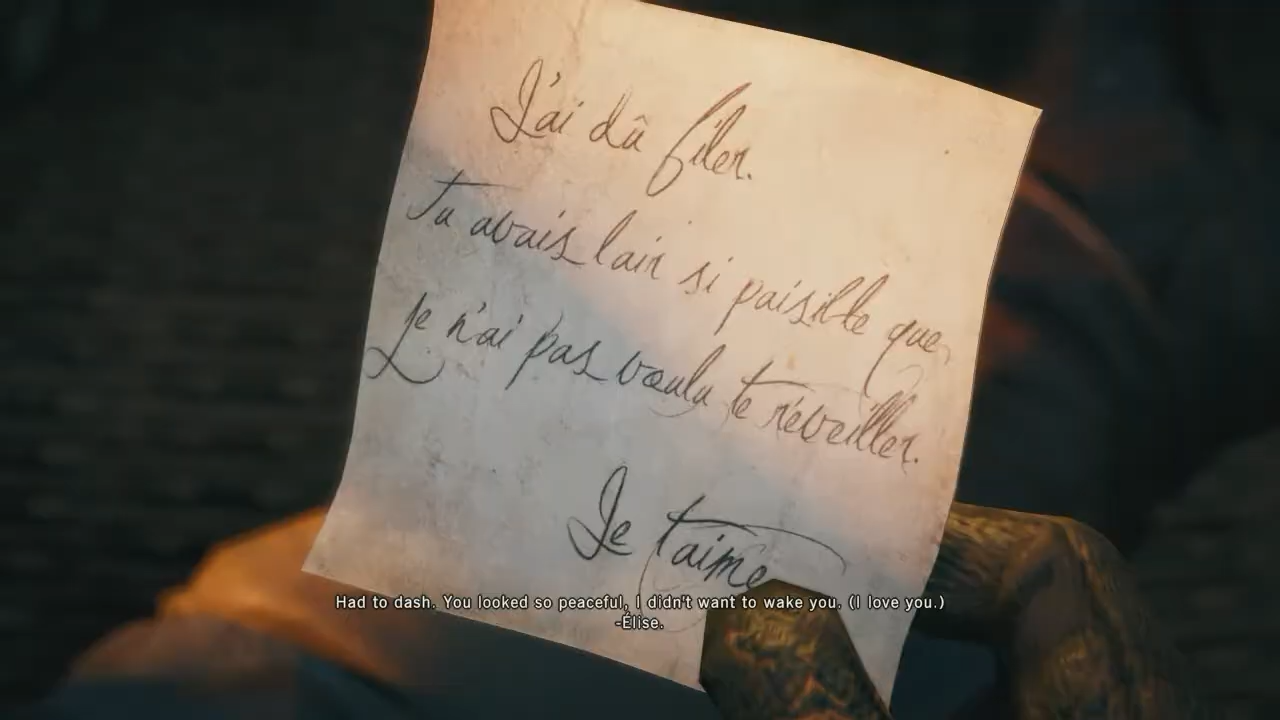 J'ai dû filer.
Tu avais l'air si paisible que
je n'ai pas voulu te réveiller.
Je t'aime
Had to dash. You looked so peaceful, I didn't want to wake you. (I love you.)
-Élise.